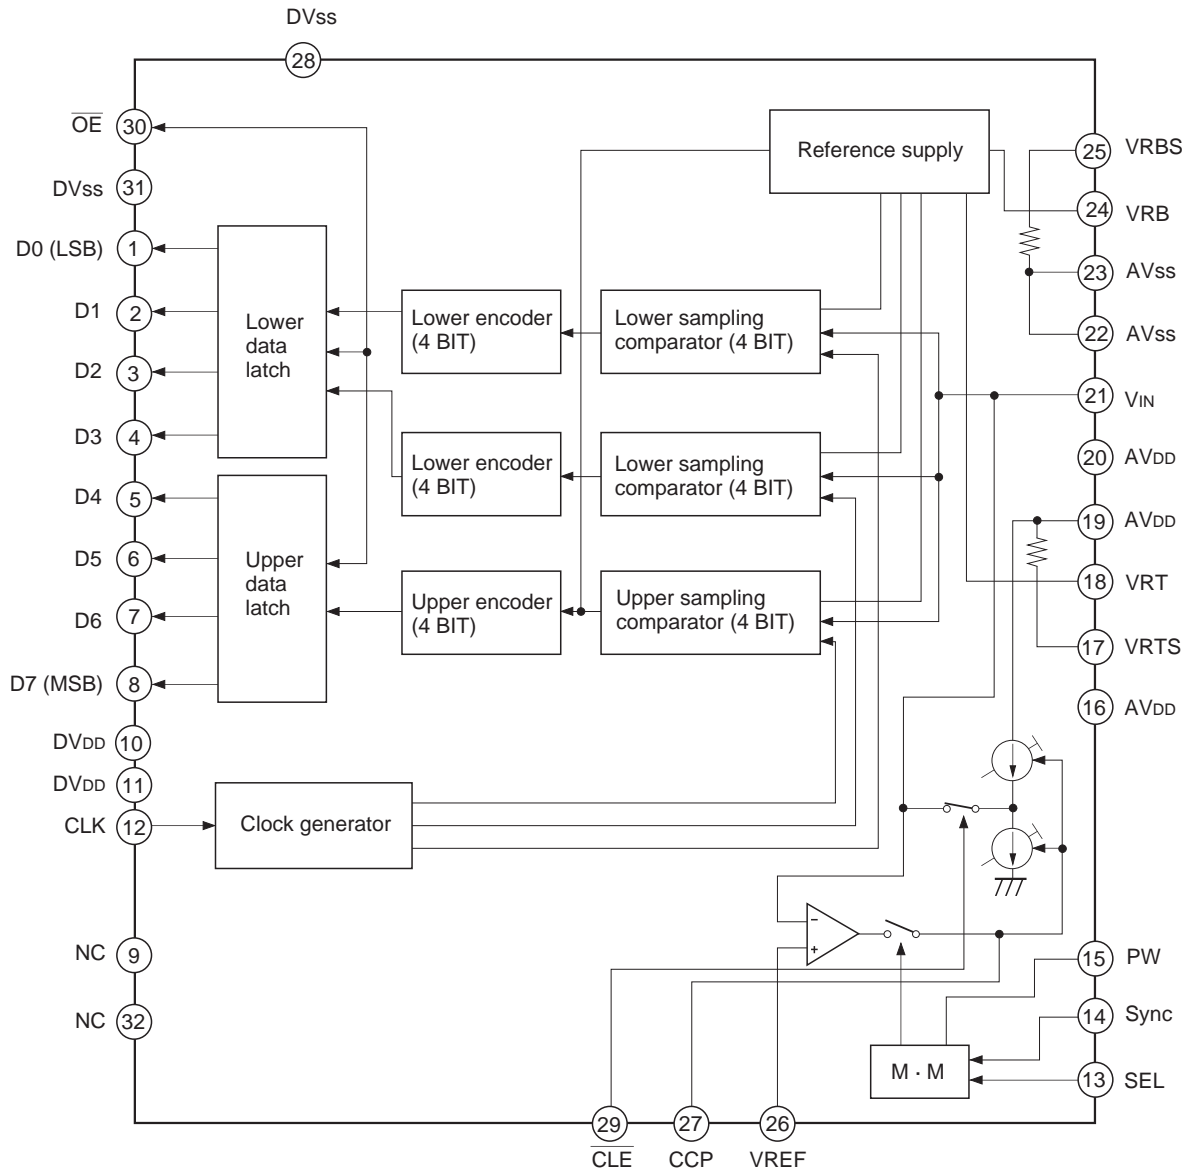 DVss
28
OE
30
DVss
31
D0 (LSB)
1
D1
2
D2
3
D3
4
D4
5
D5
6
D6
7
D7 (MSB)
8
DVDD
10
DVDD
11
CLK
12
NC
9
NC
32
Lower
data
latch
Upper
data
latch
Lower encoder
(4 BIT)
Lower encoder
(4 BIT)
Upper encoder
(4 BIT)
Lower sampling
comparator (4 BIT)
Lower sampling
comparator (4 BIT)
Upper sampling
comparator (4 BIT)
Reference supply
Clock generator
−
+
M · M
25
VRBS
24
VRB
23
AVss
22
AVss
21
VIN
20
AVDD
19
AVDD
18
VRT
17
VRTS
16
AVDD
15
PW
14
Sync
13
SEL
29
CLE
27
CCP
26
VREF